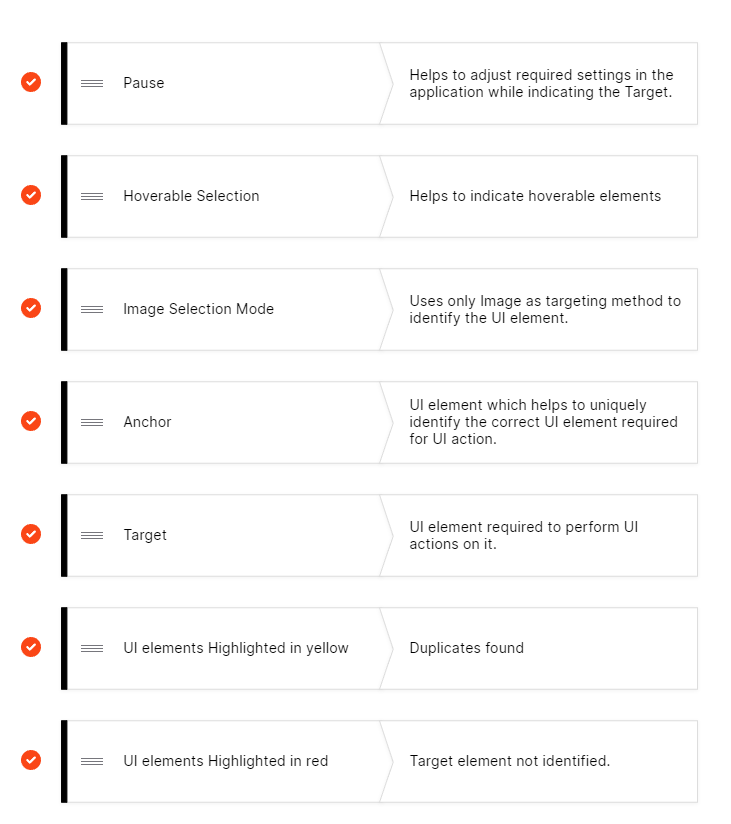 Pause
Helps to adjust required settings in the
application while indicating the Target.
Hoverable Selection
Helps to indicate hoverable elements
Image Selection Mode
Uses only Image as targeting method to
identify the UI element.
Anchor
UI element which helps to uniquely
identify the correct UI element required
for UI action.
Target
UI element required to perform UI
actions on it.
UI elements Highlighted in yellow
Duplicates found
UI elements Highlighted in red
Target element not identified.